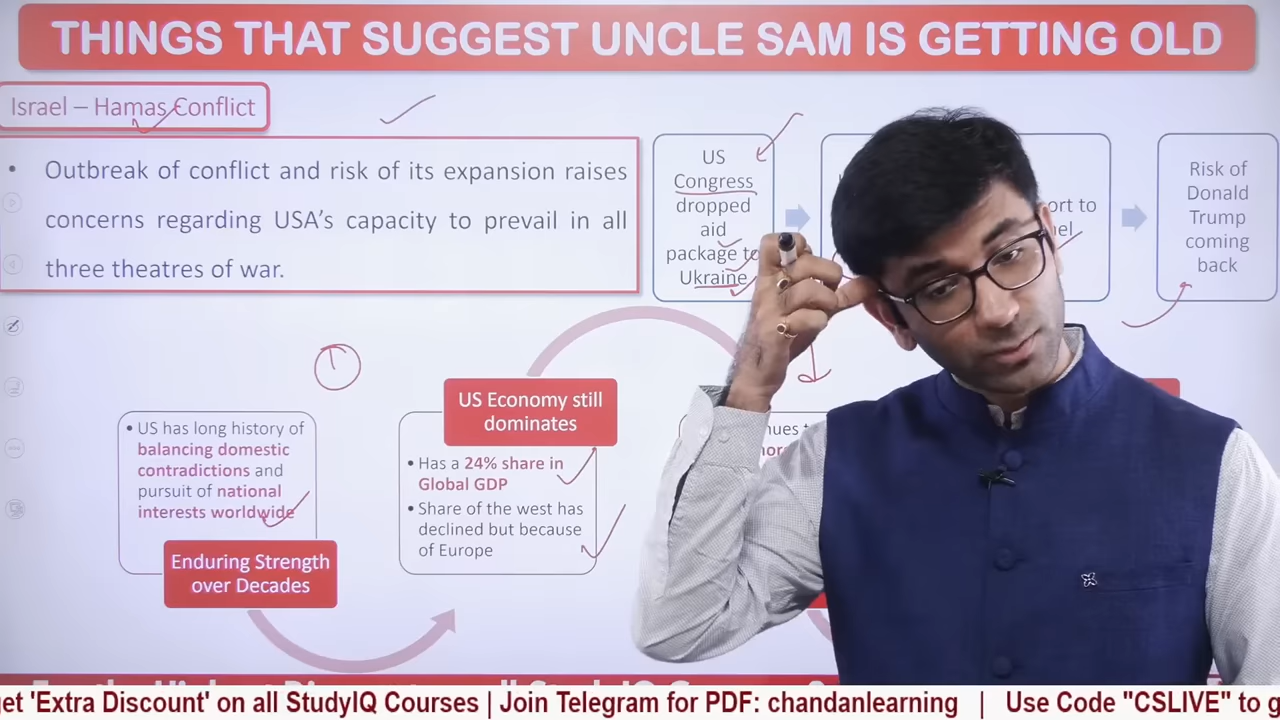 THINGS THAT SUGGEST UNCLE SAM IS GETTING OLD
Israel – Hamas Conflict
• Outbreak of conflict and risk of its expansion raises
concerns regarding USA's capacity to prevail in all
three theatres of war.
US
Congress
dropped
aid
package to
Ukraine
Risk of
Donald
Trump
coming
back
• US has long history of
balancing domestic
contradictions and
pursuit of national
interests worldwide
Enduring Strength
over Decades
US Economy still
dominates
• Has a 24% share in
Global GDP
• Share of the west has
declined but because
of Europe
get 'Extra Discount' on all StudyIQ Courses | Join Telegram for PDF: chandanlearning | Use Code "CSLIVE" to g